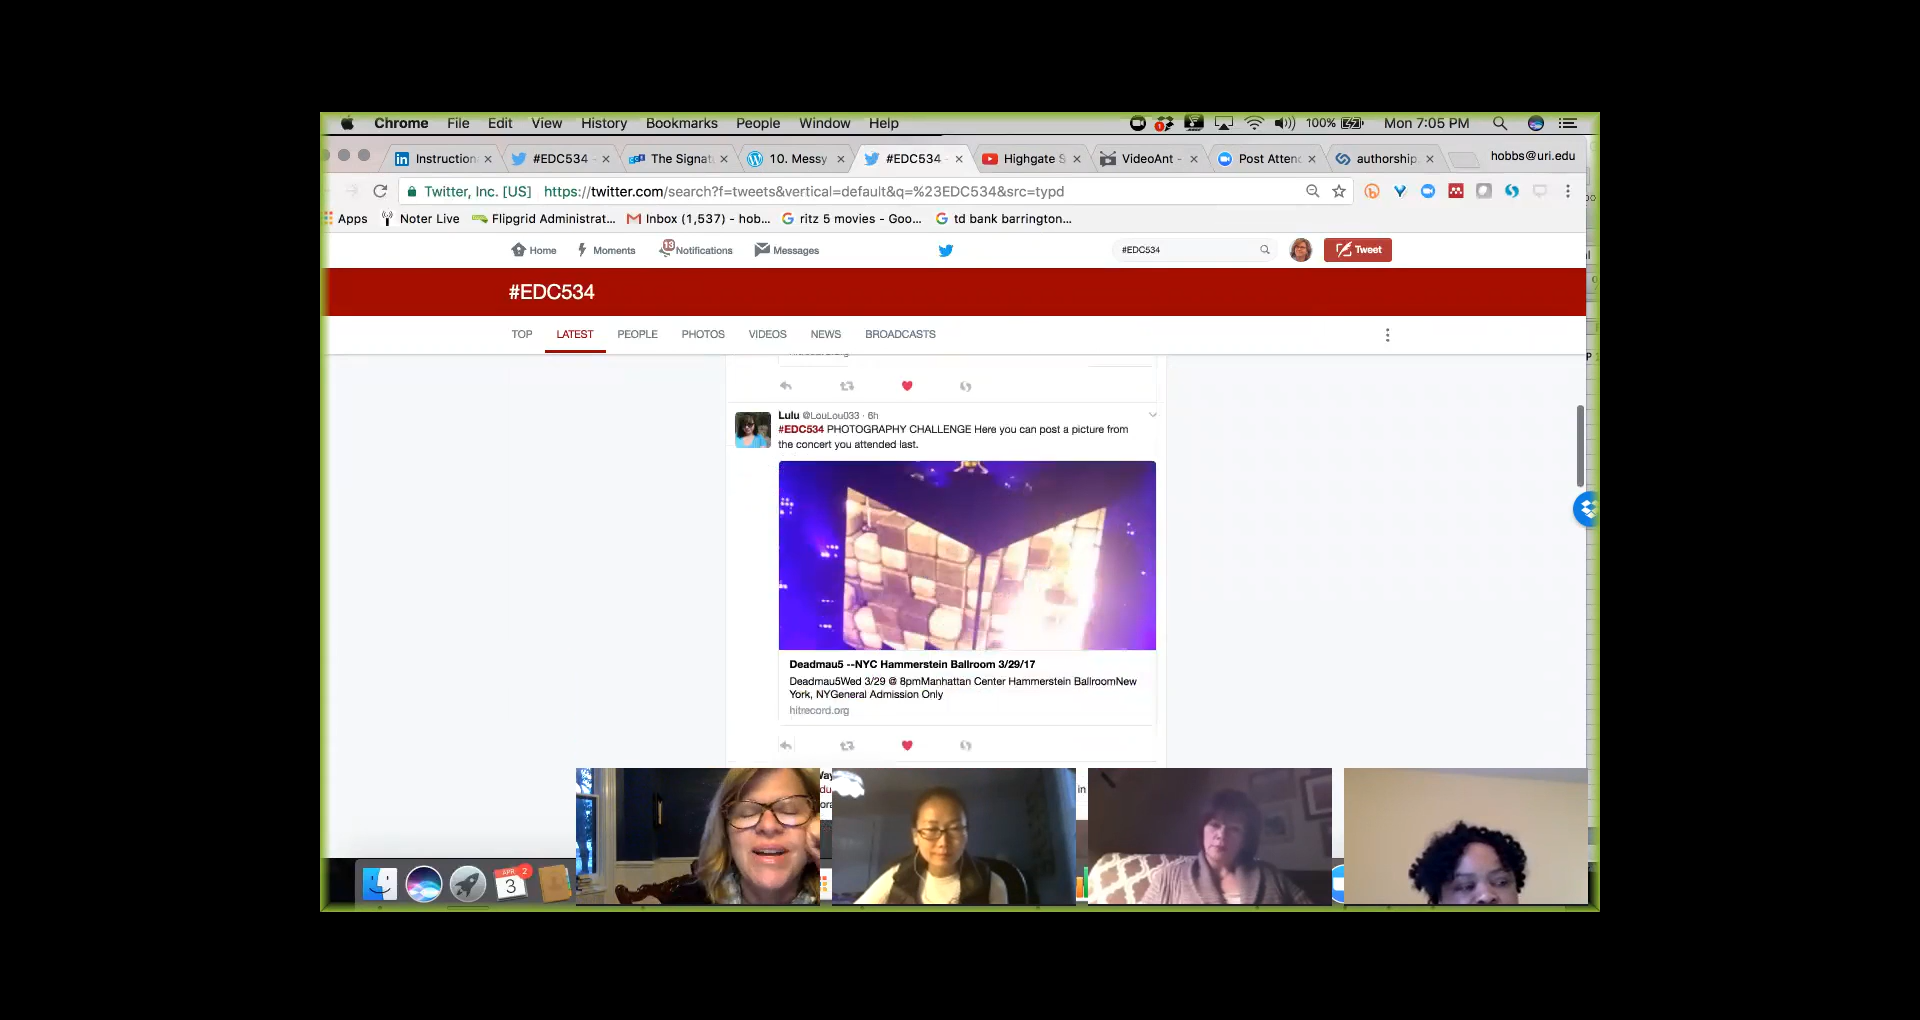 Chrome File Edit View History Bookmarks People Window Help 100% Mon 7:05 PM
Instruction #EDC534 - The Signat 10. Messy #EDC534 - Highgate S VideoAnt - Post Atten authorship hobbs@uri.edu
Twitter, Inc. [US] https://twitter.com/search?f=tweets&vertical=default&q=%23EDC534&src=typd
Apps Noter Live Flipgrid Administrat... Inbox (1,537) - hob... ritz 5 movies - Goo... td bank barrington...
Home Moments 13 Notifications Messages #EDC534 Tweet
#EDC534
TOP LATEST PEOPLE PHOTOS VIDEOS NEWS BROADCASTS
Lulu @LouLou033 · 6h
#EDC534 PHOTOGRAPHY CHALLENGE Here you can post a picture from
the concert you attended last.
Deadmau5 --NYC Hammerstein Ballroom 3/29/17
Deadmau5Wed 3/29 @ 8pmManhattan Center Hammerstein BallroomNew
York, NYGeneral Admission Only
hitrecord.org
in
APR 2
3